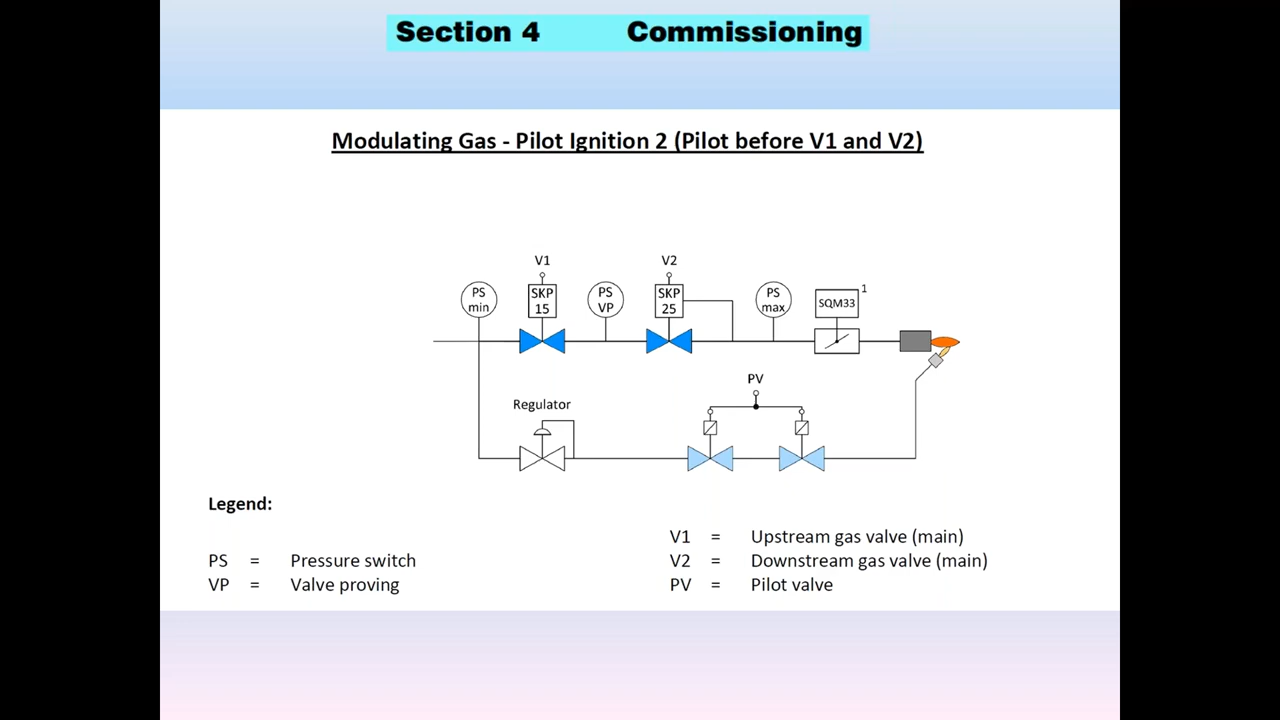 Section 4 Commissioning
Modulating Gas - Pilot Ignition 2 (Pilot before V1 and V2)
V1
V2
PS
min
SKP
15
PS
VP
SKP
25
PS
max
SQM33
1
PV
Regulator
Legend:
V1 = Upstream gas valve (main)
PS = Pressure switch
V2 = Downstream gas valve (main)
VP = Valve proving
PV = Pilot valve